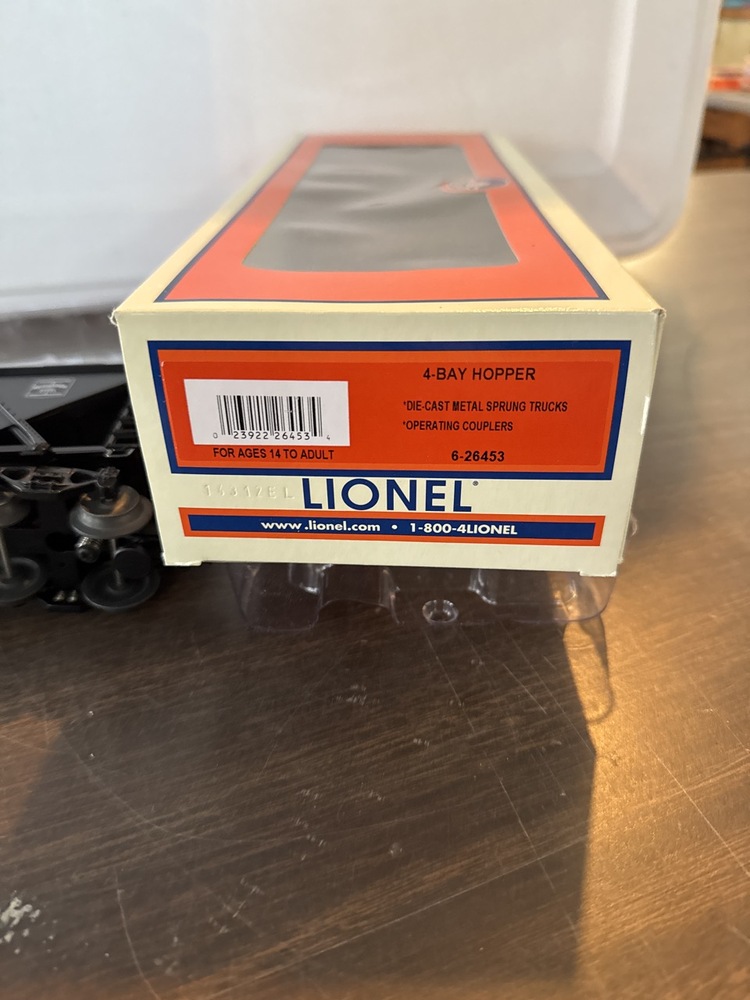 4-BAY HOPPER
*DIE-CAST METAL SPRUNG TRUCKS
*OPERATING COUPLERS
0 23922 26453 4
FOR AGES 14 TO ADULT
6-26453
LIONEL®
www.lionel.com • 1-800-4LIONEL